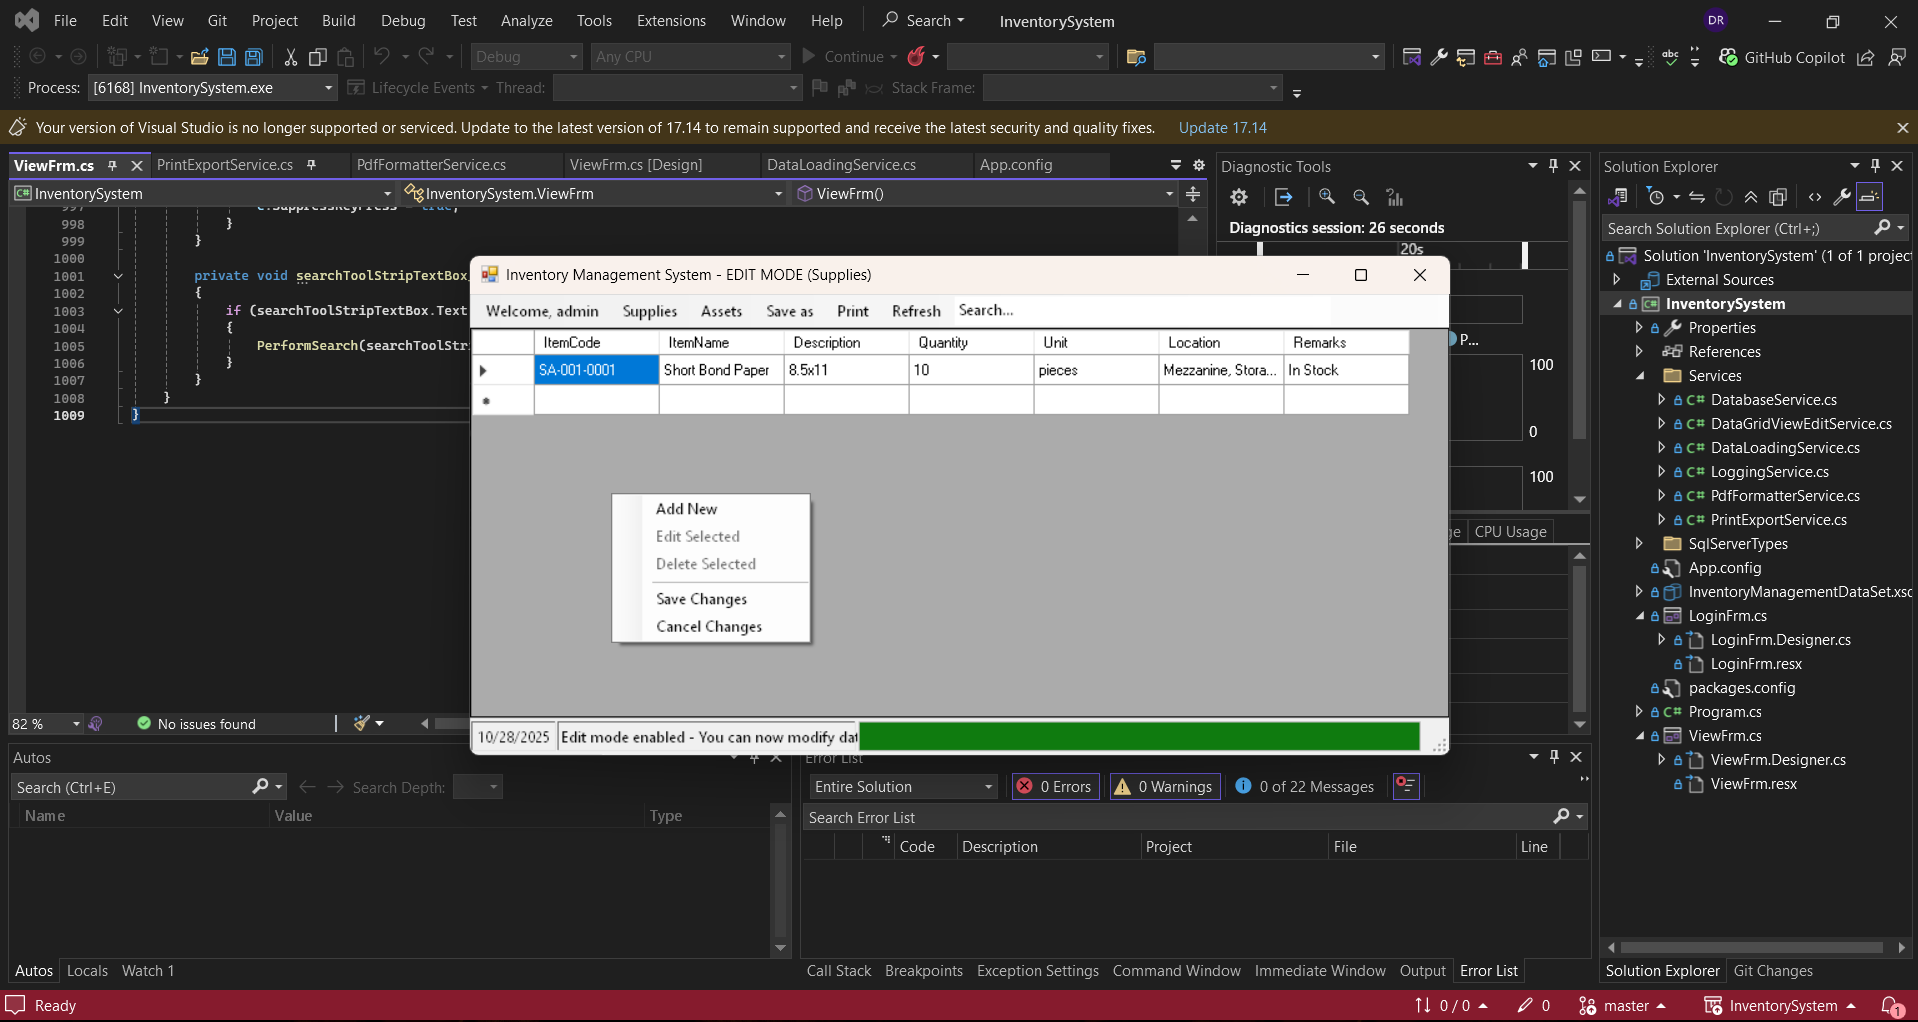 File Edit View Git Project Build Debug Test Analyze Tools Extensions Window Help Search InventorySystem DR
Debug Any CPU Continue GitHub Copilot
Process: [6168] InventorySystem.exe Lifecycle Events Thread: Stack Frame:
Your version of Visual Studio is no longer supported or serviced. Update to the latest version of 17.14 to remain supported and receive the latest security and quality fixes. Update 17.14
ViewFrm.cs PrintExportService.cs PdfFormatterService.cs ViewFrm.cs [Design] DataLoadingService.cs App.config
InventorySystem InventorySystem.ViewFrm ViewFrm()
998 }
999 }
1000
1001 private void searchToolStripTextBox
1002 {
1003 if (searchToolStripTextBox.Text
1004 {
1005 PerformSearch(searchToolStr
1006 }
1007 }
1008 }
1009 }
82 % No issues found
Diagnostic Tools
Diagnostics session: 26 seconds
20s
P...
100
0
100
CPU Usage
Inventory Management System - EDIT MODE (Supplies)
Welcome, admin Supplies Assets Save as Print Refresh Search...
ItemCode ItemName Description Quantity Unit Location Remarks
SA-001-0001 Short Bond Paper 8.5x11 10 pieces Mezzanine, Stora... In Stock
Add New
Edit Selected
Delete Selected
Save Changes
Cancel Changes
10/28/2025 Edit mode enabled - You can now modify dat
Solution Explorer
Search Solution Explorer (Ctrl+;)
Solution 'InventorySystem' (1 of 1 project
External Sources
InventorySystem
Properties
References
Services
C# DatabaseService.cs
C# DataGridViewEditService.cs
C# DataLoadingService.cs
C# LoggingService.cs
C# PdfFormatterService.cs
C# PrintExportService.cs
SqlServerTypes
App.config
InventoryManagementDataSet.xsd
LoginFrm.cs
LoginFrm.Designer.cs
LoginFrm.resx
packages.config
C# Program.cs
ViewFrm.cs
ViewFrm.Designer.cs
ViewFrm.resx
Solution Explorer Git Changes
Autos
Search (Ctrl+E) Search Depth:
Name Value Type
Autos Locals Watch 1
Error List
Entire Solution 0 Errors 0 Warnings 0 of 22 Messages
Search Error List
Code Description Project File Line
Call Stack Breakpoints Exception Settings Command Window Immediate Window Output Error List
Ready 0 / 0 0 master InventorySystem 1